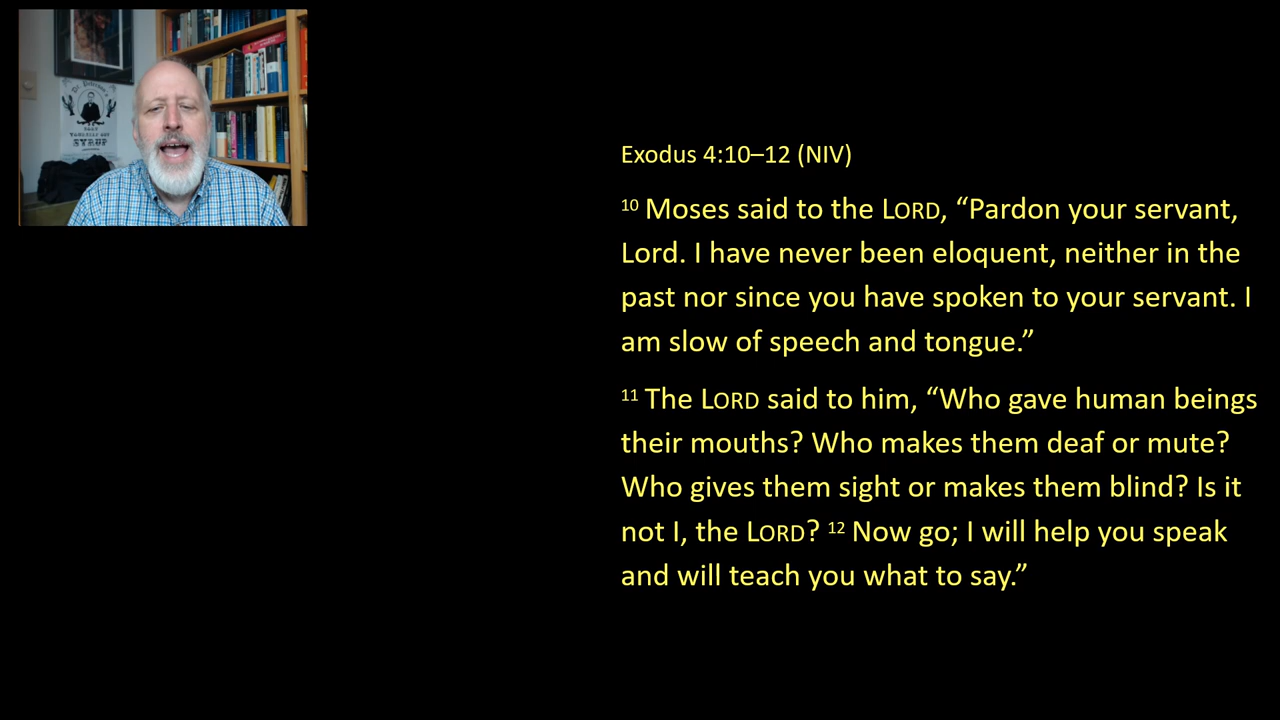 Dr. Peterson's
SYRUP
Exodus 4:10–12 (NIV)
10 Moses said to the LORD, “Pardon your servant,
Lord. I have never been eloquent, neither in the
past nor since you have spoken to your servant. I
am slow of speech and tongue.”
11 The LORD said to him, “Who gave human beings
their mouths? Who makes them deaf or mute?
Who gives them sight or makes them blind? Is it
not I, the LORD? 12 Now go; I will help you speak
and will teach you what to say.”